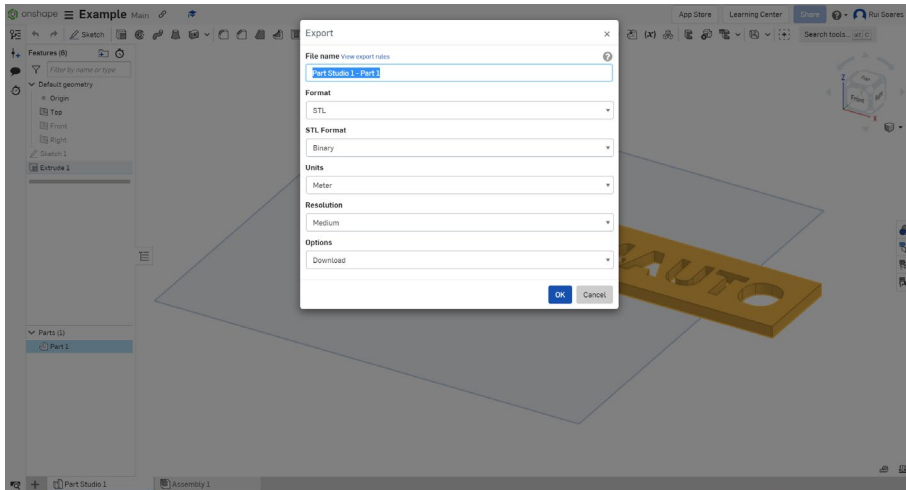 onshape Example Main
App Store Learning Center Share Rui Soares
Sketch
Search tools...
Features (6)
Filter by name or type
Default geometry
Origin
Top
Front
Right
Sketch 1
Extrude 1
Parts (1)
Part 1
Export
File name View export rules
Part Studio 1 - Part 1
Format
STL
STL Format
Binary
Units
Meter
Resolution
Medium
Options
Download
OK Cancel
Z
Front
X
AUTO
Part Studio 1 Assembly 1